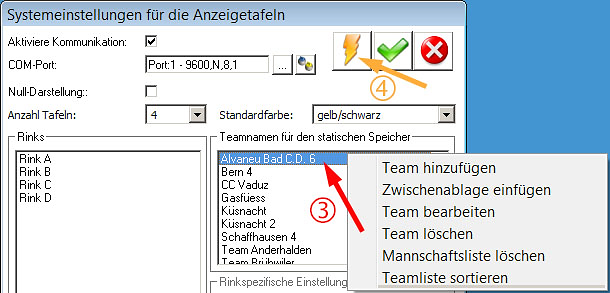 Systemeinstellungen für die Anzeigetafeln
Aktiviere Kommunikation:
COM-Port: Port:1 - 9600,N,8,1 ...
Null-Darstellung::
4
Anzahl Tafeln: 4 Standardfarbe: gelb/schwarz
Rinks
Rink A
Rink B
Rink C
Rink D
Teamnamen für den statischen Speicher
Alvaneu Bad C.D. 6
Bern 4
CC Vaduz
Gasfüess
Küsnacht
Küsnacht 2
Schaffhausen 4
Team Anderhalden
Team Brühwiler
3
Rinkspezifische Einstellung
Team hinzufügen
Zwischenablage einfügen
Team bearbeiten
Team löschen
Mannschaftsliste löschen
Teamliste sortieren